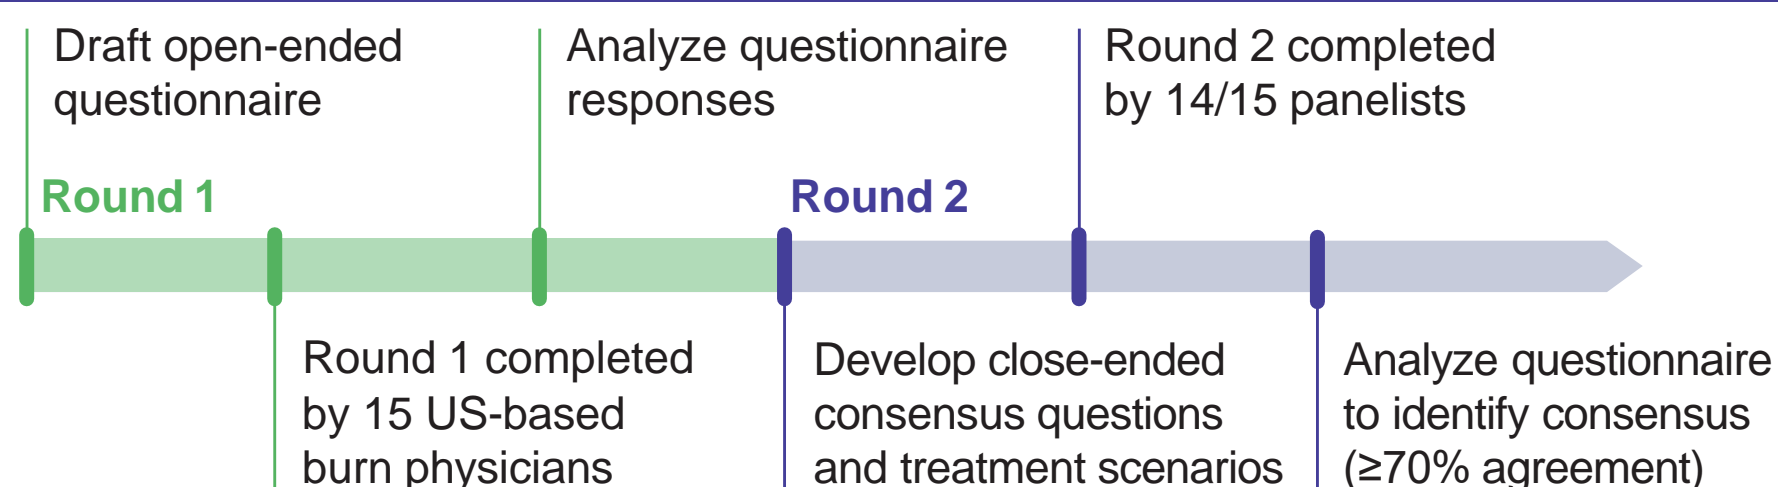 Draft open-ended
questionnaire
Analyze questionnaire
responses
Round 2 completed
by 14/15 panelists
Round 1
Round 2
Round 1 completed
by 15 US-based
burn physicians
Develop close-ended
consensus questions
and treatment scenarios
Analyze questionnaire
to identify consensus
(≥70% agreement)